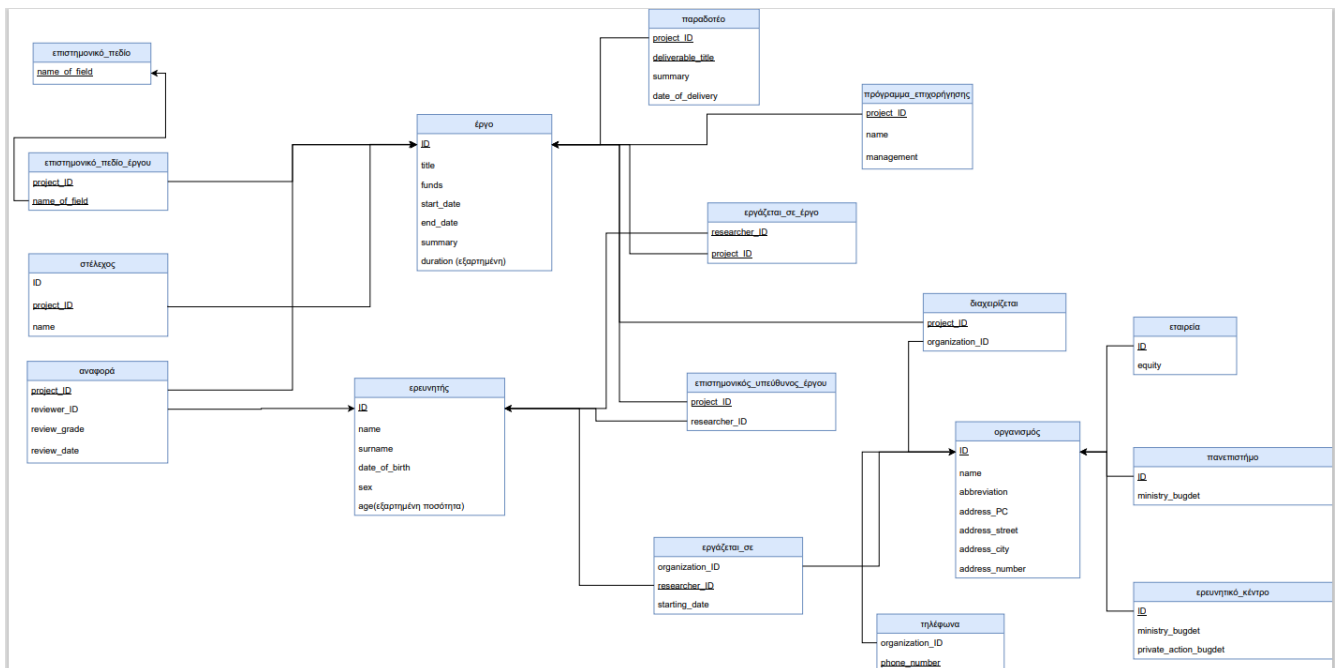 παραδοτέο
project_ID
deliverable_title
summary
date_of_delivery
επιστημονικό_πεδίο
name_of_field
πρόγραμμα_επιχορήγησης
project_ID
name
management
έργο
ID
title
funds
start_date
end_date
summary
duration (εξαρτημένη)
επιστημονικό_πεδίο_έργου
project_ID
name_of_field
εργάζεται_σε_έργο
researcher_ID
project_ID
στέλεχος
ID
project_ID
name
διαχειρίζεται
project_ID
organization_ID
εταιρεία
ID
equity
αναφορά
project_ID
reviewer_ID
review_grade
review_date
ερευνητής
ID
name
surname
date_of_birth
sex
age(εξαρτημένη ποσότητα)
επιστημονικός_υπεύθυνος_έργου
project_ID
researcher_ID
οργανισμός
ID
name
abbreviation
address_PC
address_street
address_city
address_number
πανεπιστήμο
ID
ministry_bugdet
εργάζεται_σε
organization_ID
researcher_ID
starting_date
ερευνητικό_κέντρο
ID
ministry_bugdet
private_action_bugdet
τηλέφωνα
organization_ID
phone_number